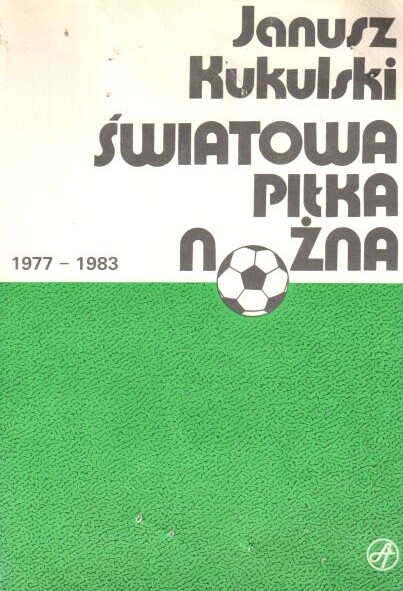 Janusz
Kukulski
ŚWIATOWA
PIŁKA
NOŻNA
1977 – 1983
A